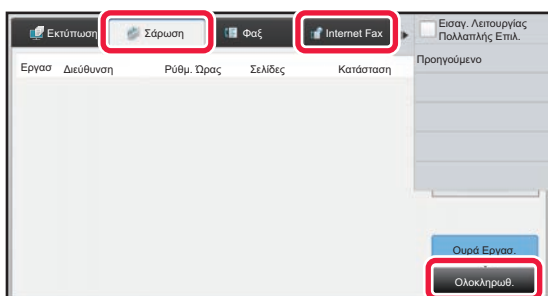 Εκτύπωση
Σάρωση
Φαξ
Internet Fax
Εισαγ. Λειτουργίας
Πολλαπλής Επιλ.
Εργασ Διεύθυνση Ρύθμ. Ώρας Σελίδες Κατάσταση
Προηγούμενο
Ουρά Εργασ.
Ολοκληρωθ.